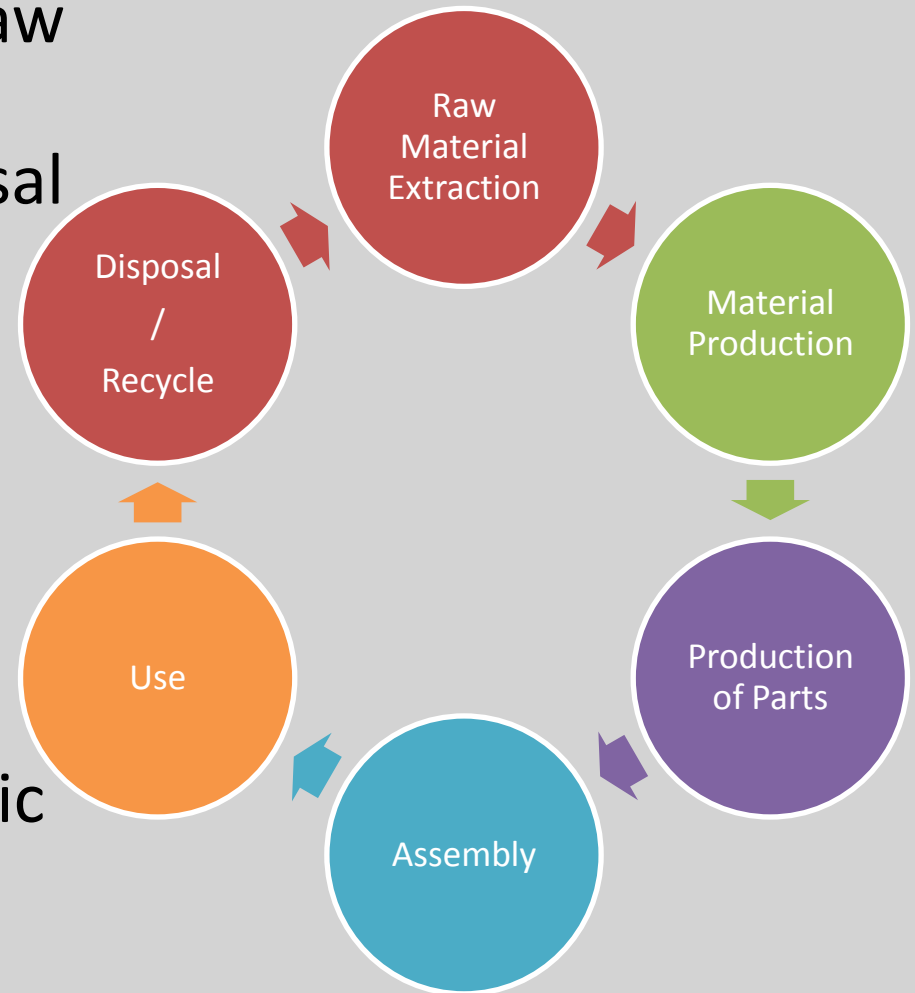 aw
sal
ic
Raw
Material
Extraction
Material
Production
Production
of Parts
Assembly
Use
Disposal
/
Recycle